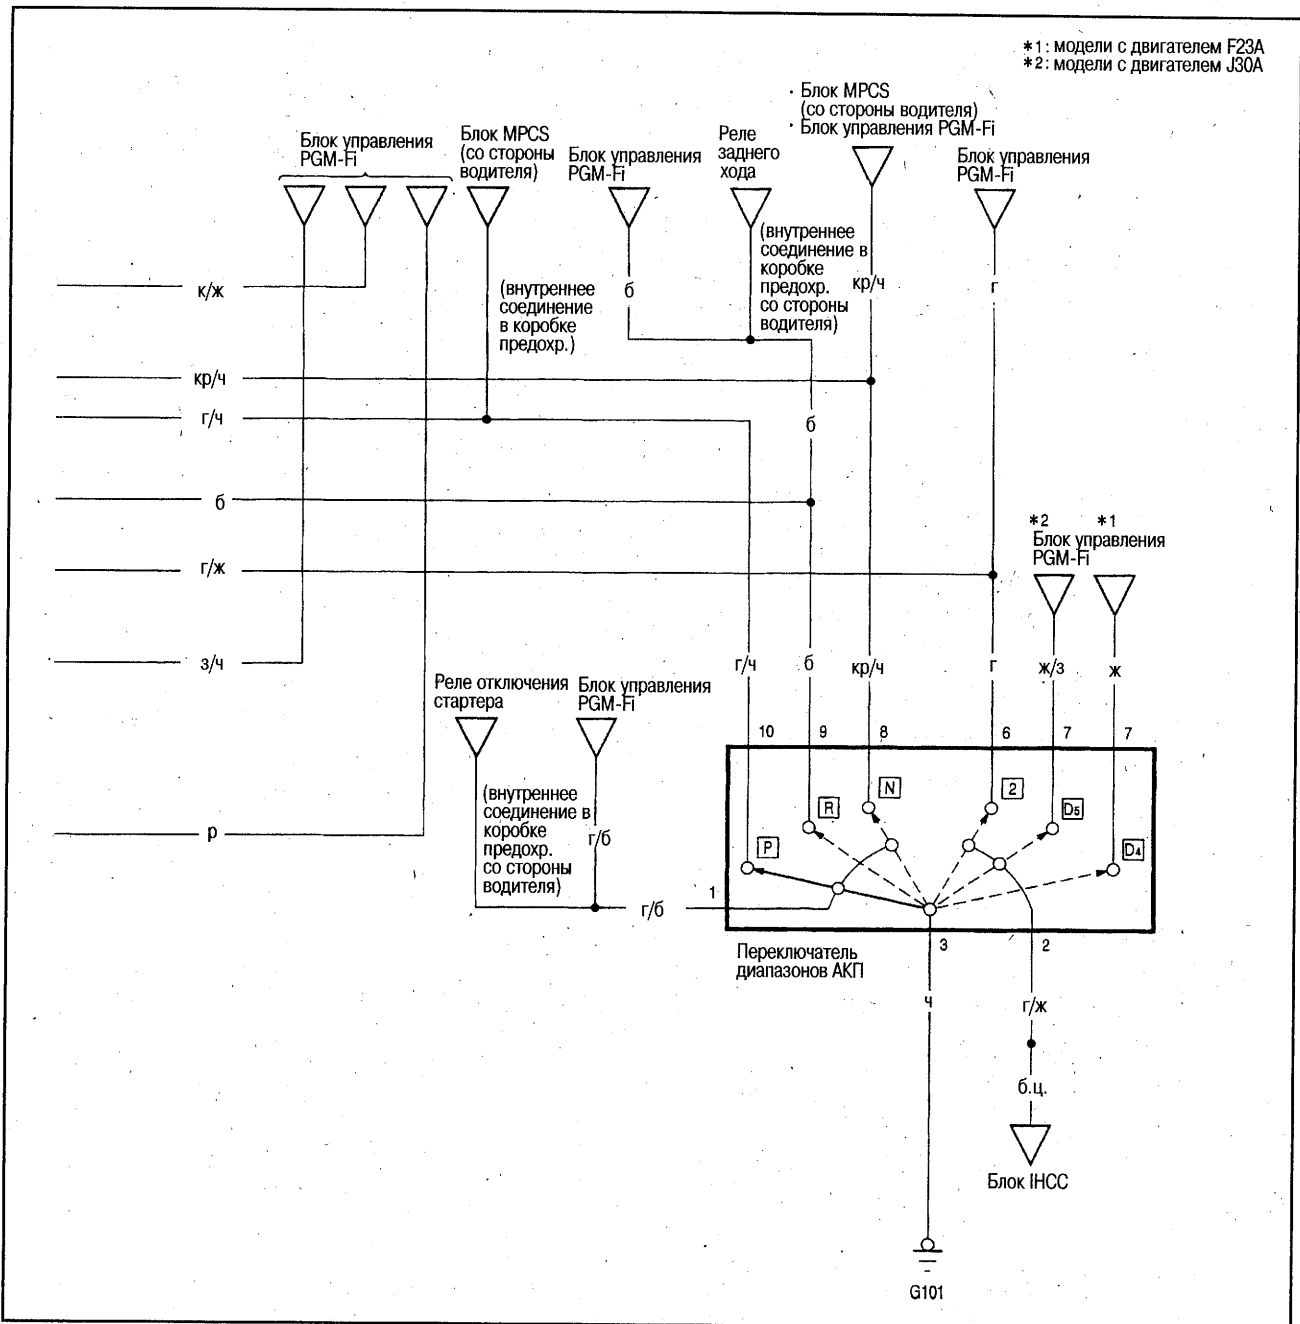 *1: модели с двигателем F23A
*2: модели с двигателем J30A
· Блок MPCS
(со стороны водителя)
· Блок управления PGM-Fi
Блок управления
PGM-Fi
Блок MPCS
(со стороны
водителя)
Блок управления
PGM-Fi
Реле
заднего
хода
Блок управления
PGM-Fi
(внутреннее
соединение
в коробке
предохр.)
б
(внутреннее
соединение в
коробке
предохр.
со стороны
водителя)
кр/ч
г
к/ж
кр/ч
г/ч
б
б
г/ж
з/ч
р
*2
*1
Блок управления
PGM-Fi
г/ч
б
кр/ч
г
ж/з
ж
Реле отключения
стартера
Блок управления
PGM-Fi
(внутреннее
соединение в
коробке
предохр.
со стороны
водителя)
г/б
г/б
10
9
8
6
7
7
P
R
N
2
D5
D4
1
3
2
Переключатель
диапазонов АКП
ч
г/ж
б.ц.
Блок IHCC
G101